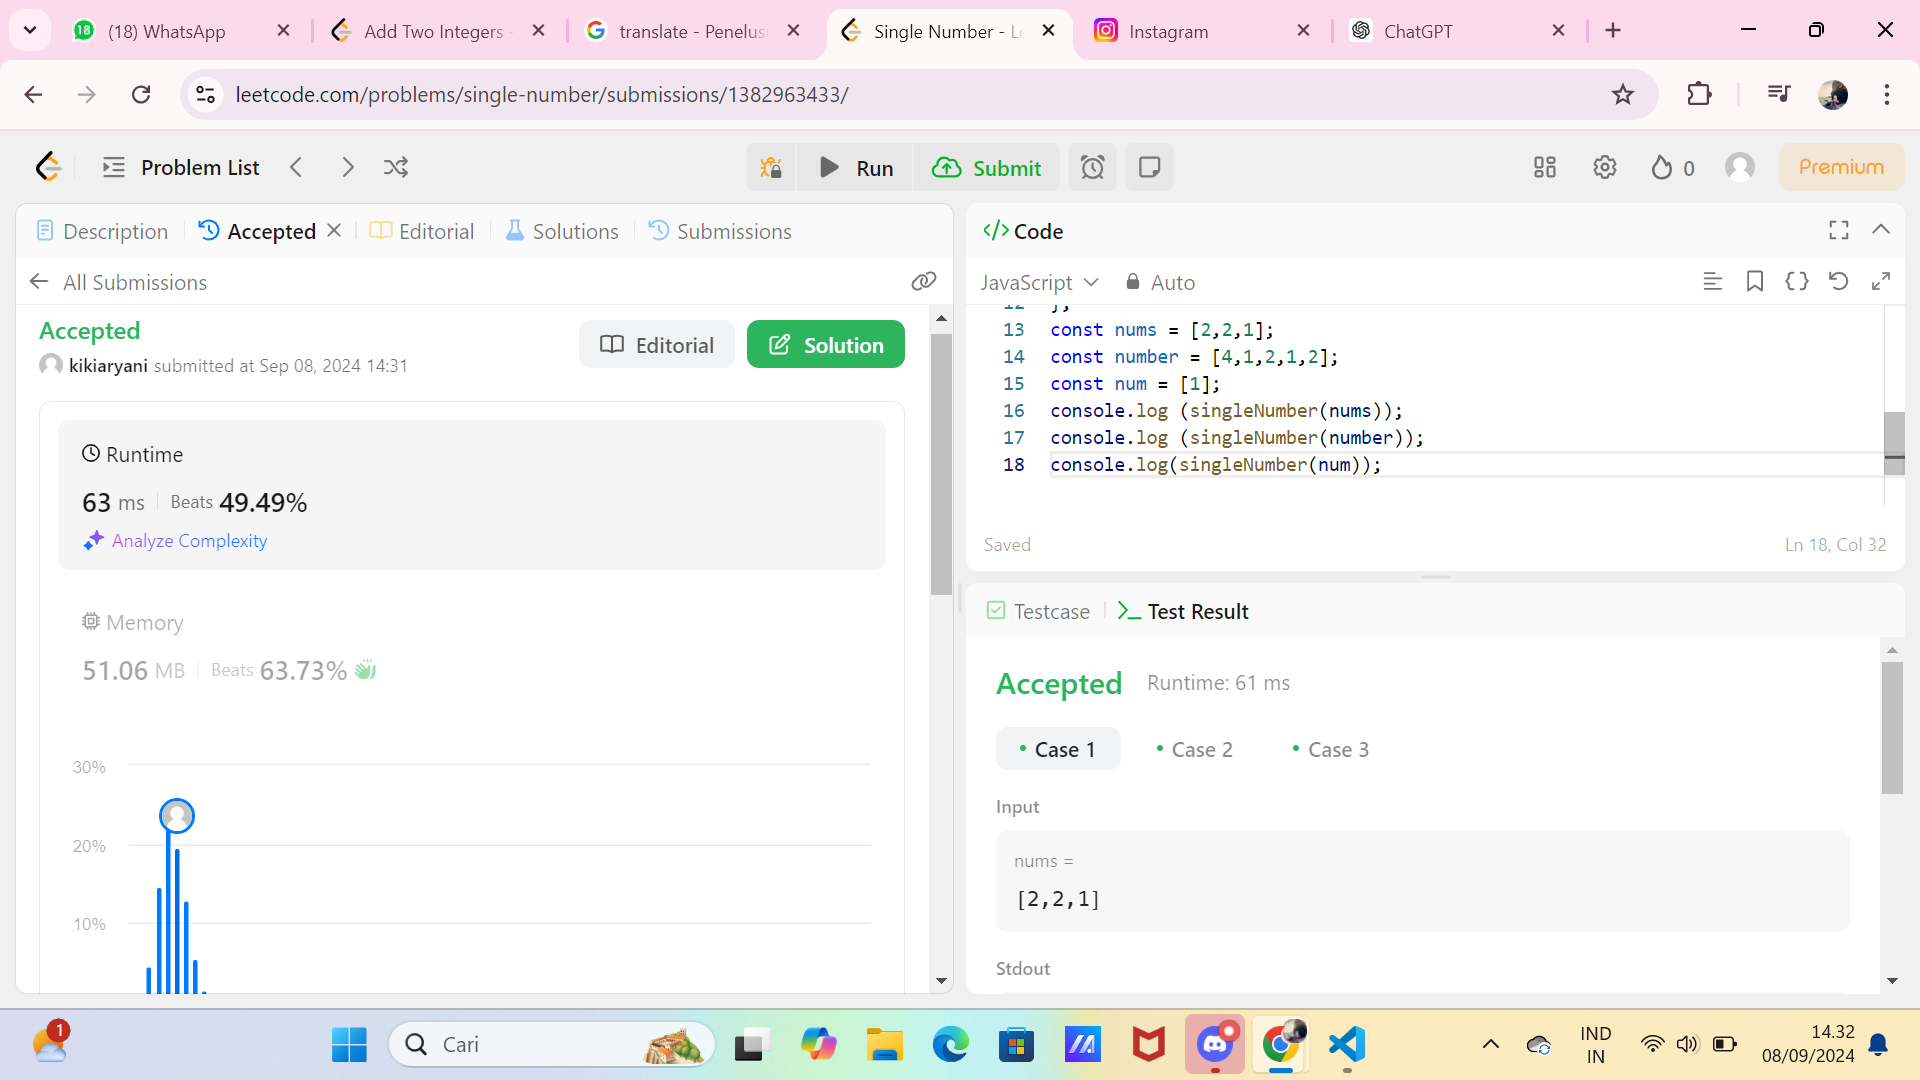 (18) WhatsApp
Add Two Integers -
translate - Penelus
Single Number - Le
Instagram
ChatGPT
leetcode.com/problems/single-number/submissions/1382963433/
Problem List
Run
Submit
0
Premium
Description
Accepted
Editorial
Solutions
Submissions
All Submissions
Accepted
kikiaryani submitted at Sep 08, 2024 14:31
Editorial
Solution
Runtime
63 ms
Beats 49.49%
Analyze Complexity
Memory
51.06 MB
Beats 63.73%
30%
20%
10%
</> Code
JavaScript
Auto
12 };
13 const nums = [2,2,1];
14 const number = [4,1,2,1,2];
15 const num = [1];
16 console.log (singleNumber(nums));
17 console.log (singleNumber(number));
18 console.log(singleNumber(num));
Saved
Ln 18, Col 32
Testcase
Test Result
Accepted
Runtime: 61 ms
Case 1
Case 2
Case 3
Input
nums =
[2,2,1]
Stdout
1
Cari
IND
IN
14.32
08/09/2024